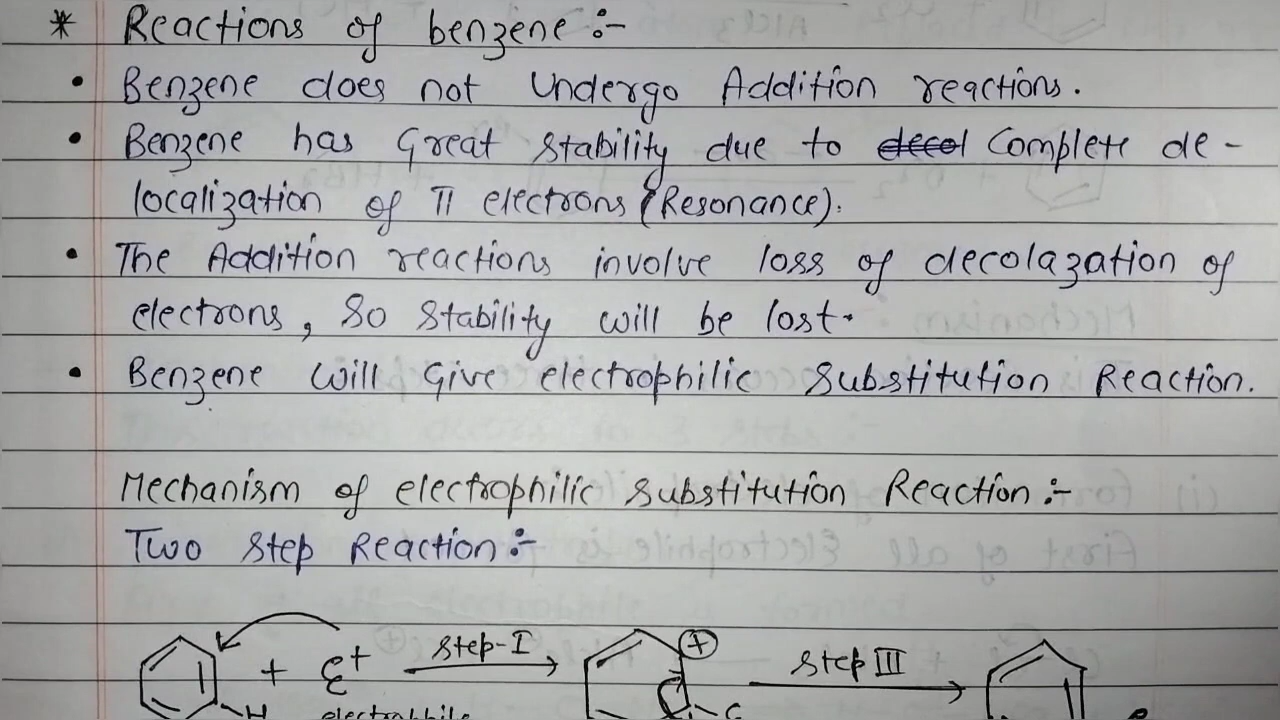 * Reactions of benzene :-
• Benzene does not undergo Addition reactions.
• Benzene has Great stability due to Complete de-
localization of π electrons (Resonance).
• The Addition reactions involve loss of decolazation of
electrons, so stability will be lost.
• Benzene will Give electrophilic substitution Reaction.
Mechanism of electrophilic substitution Reaction :-
Two step Reaction :-
+ E+ step-I + step III
H electrophile